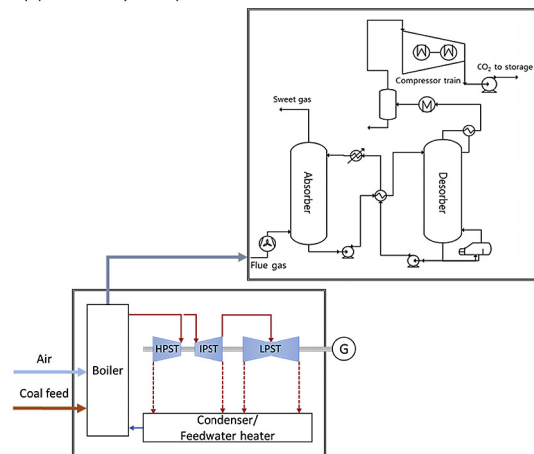 CO₂ to storage
Compressor train
M
Sweet gas
Absorber
Desorber
Flue gas
HPST
IPST
LPST
G
Air
Boiler
Coal feed
Condenser/
Feedwater heater